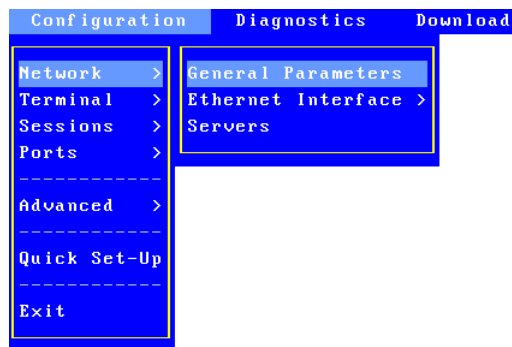 Configuration Diagnostics Download
Network > General Parameters
Terminal > Ethernet Interface >
Sessions > Servers
Ports >
------------
Advanced >
------------
Quick Set-Up
------------
Exit